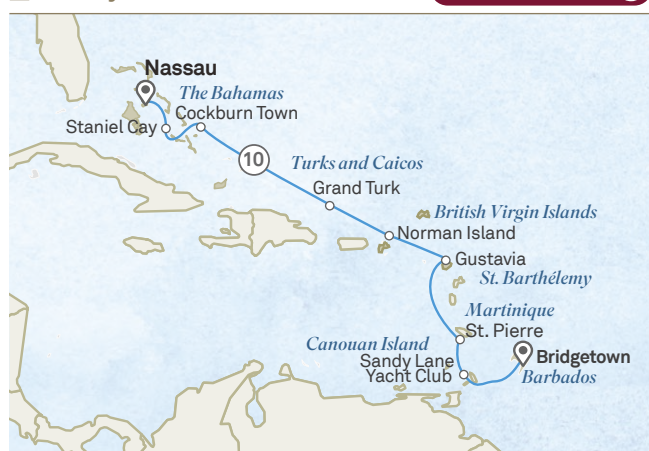 Nassau
The Bahamas
Cockburn Town
Staniel Cay
10
Turks and Caicos
Grand Turk
British Virgin Islands
Norman Island
Gustavia
St. Barthélemy
Martinique
St. Pierre
Canouan Island
Sandy Lane
Yacht Club
Bridgetown
Barbados